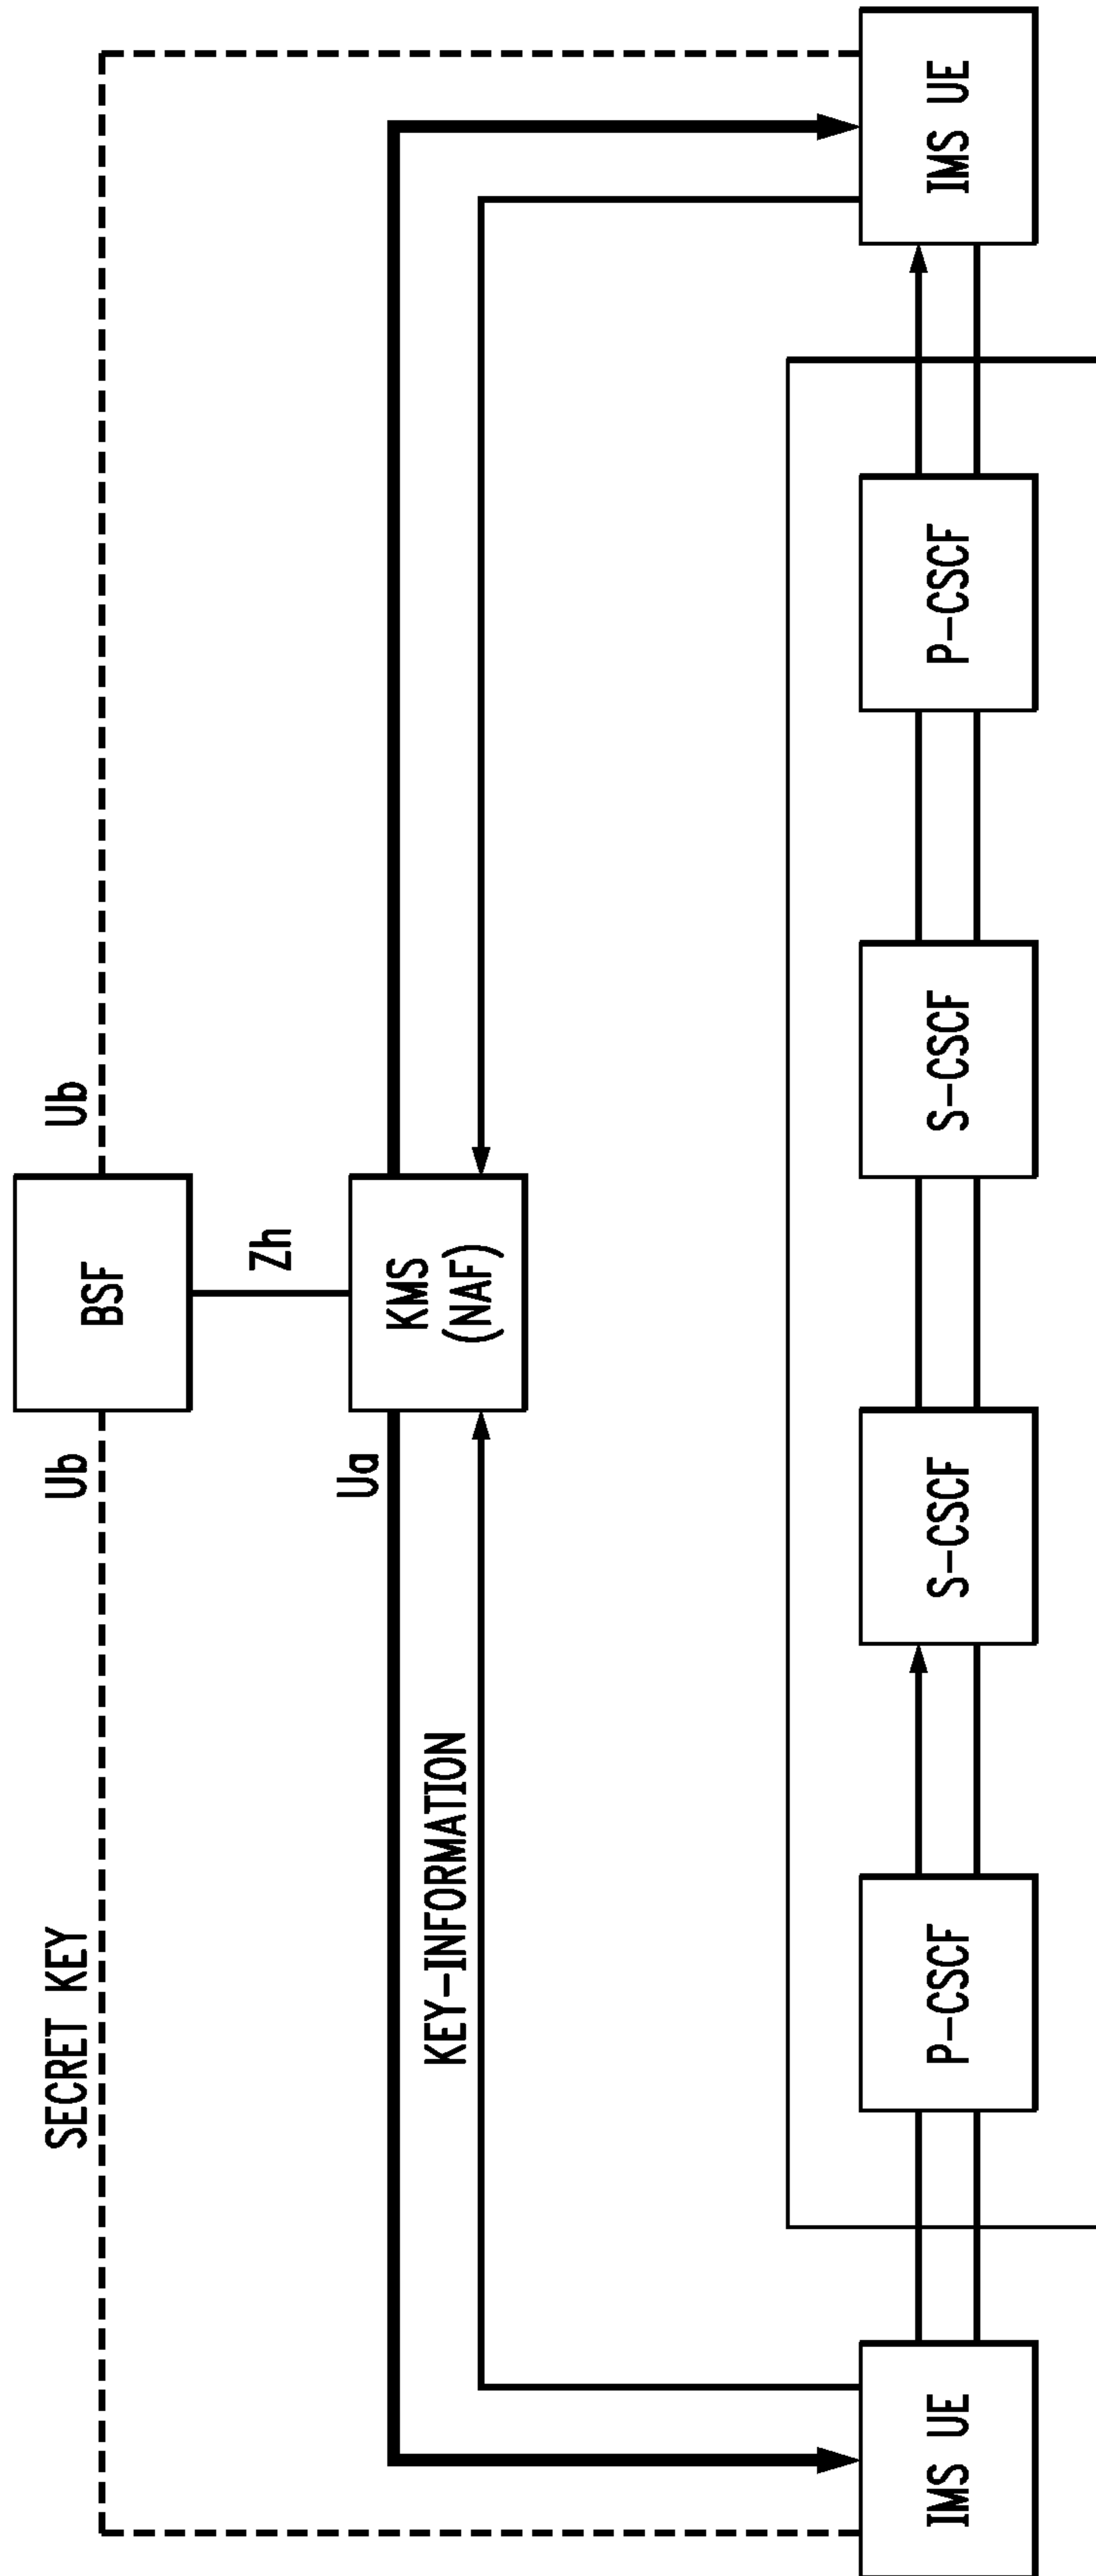 Ub
BSF
Ub
SECRET KEY
Zh
Ua
KMS
(NAF)
KEY-INFORMATION
IMS UE
P-CSCF
S-CSCF
S-CSCF
P-CSCF
IMS UE